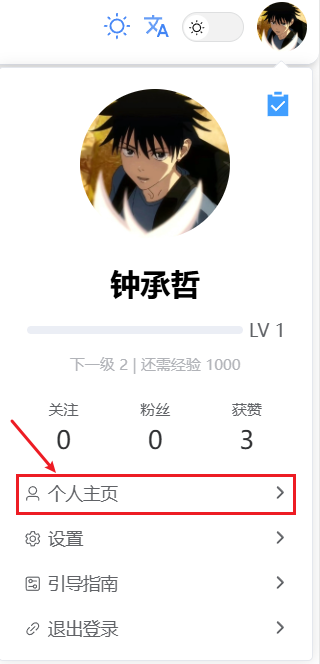 钟承哲
LV 1
下一级 2 | 还需经验 1000
关注 粉丝 获赞
0 0 3
个人主页
设置
引导指南
退出登录